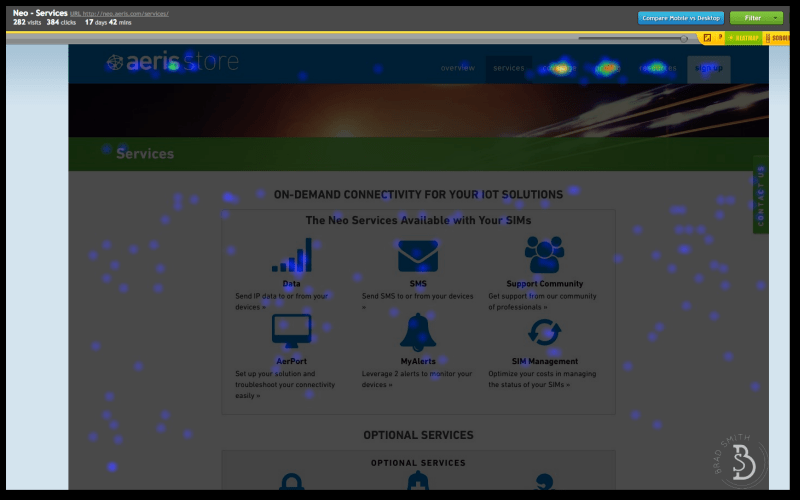 Neo - Services URL http://neo.aeris.com/services/
282 visits 384 clicks 17 days 42 mins
Compare Mobile vs Desktop
Filter
aeris store
overview services coverage pricing resources sign up
Services
CONTACT US
ON-DEMAND CONNECTIVITY FOR YOUR IOT SOLUTIONS
The Neo Services Available with Your SIMs
Data
Send IP data to or from your
devices »
SMS
Send SMS to or from your devices
»
Support Community
Get support from our community
of professionals »
AerPort
Set up your solution and
troubleshoot your connectivity
easily »
MyAlerts
Leverage 2 alerts to monitor your
devices »
SIM Management
Optimize your costs in managing
the status of your SIMs »
OPTIONAL SERVICES
OPTIONAL SERVICES
BRAD SMITH